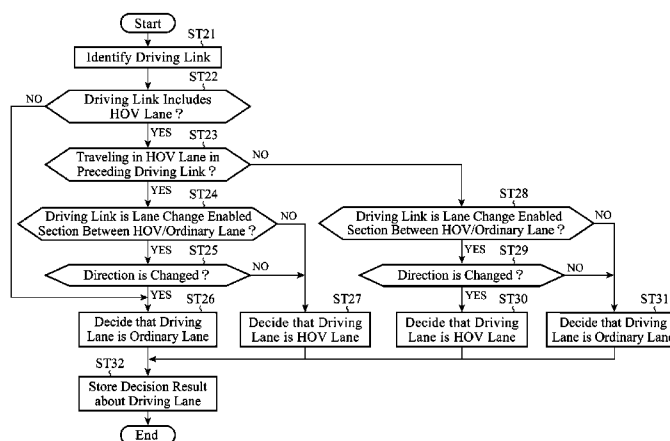 Start
ST21
Identify Driving Link
ST22
Driving Link Includes
HOV Lane ?
NO
YES
ST23
Traveling in HOV Lane in
Preceding Driving Link ?
NO
YES
ST24
Driving Link is Lane Change Enabled
Section Between HOV/Ordinary Lane ?
NO
YES
ST28
Driving Link is Lane Change Enabled
Section Between HOV/Ordinary Lane ?
NO
YES
ST25
Direction is Changed ?
NO
YES
ST29
Direction is Changed ?
NO
YES
ST26
Decide that Driving
Lane is Ordinary Lane
ST27
Decide that Driving
Lane is HOV Lane
ST30
Decide that Driving
Lane is HOV Lane
ST31
Decide that Driving
Lane is Ordinary Lane
ST32
Store Decision Result
about Driving Lane
End